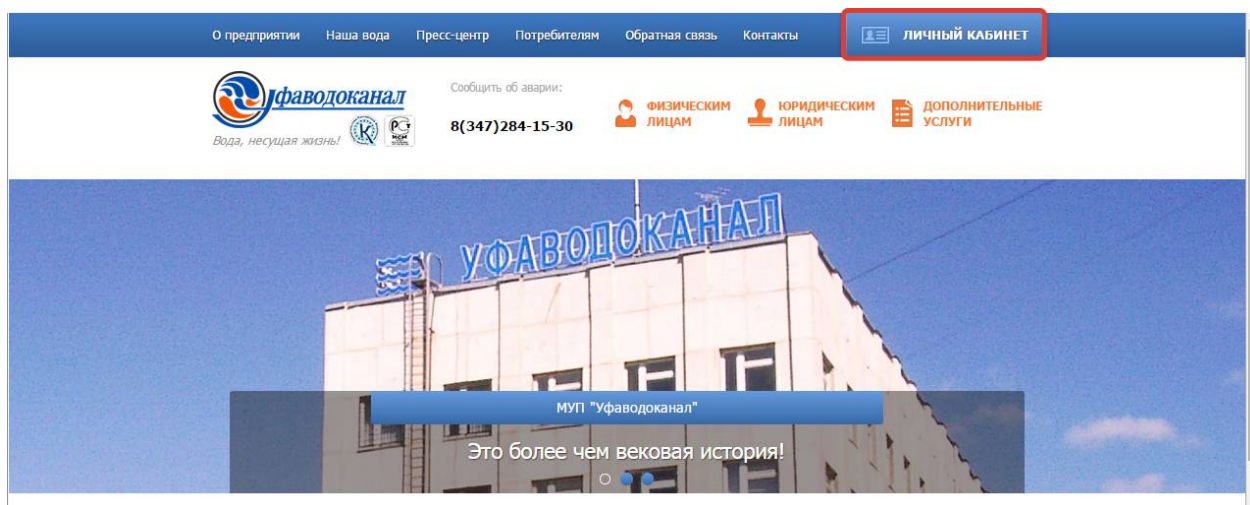 О предприятии Наша вода Пресс-центр Потребителям Обратная связь Контакты ЛИЧНЫЙ КАБИНЕТ
Уфаводоканал
Вода, несущая жизнь!
Сообщить об аварии:
8(347)284-15-30
ФИЗИЧЕСКИМ
ЛИЦАМ
ЮРИДИЧЕСКИМ
ЛИЦАМ
ДОПОЛНИТЕЛЬНЫЕ
УСЛУГИ
УФАВОДОКАНАЛ
МУП "Уфаводоканал"
Это более чем вековая история!